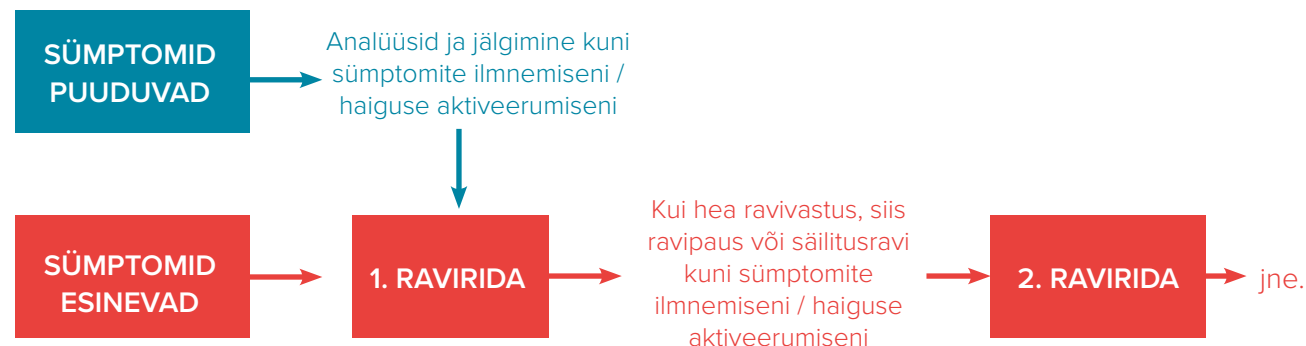 SÜMPTOMID
PUUDUVAD
Analüüsid ja jälgimine kuni
sümptomite ilmnemiseni /
haiguse aktiveerumiseni
SÜMPTOMID
ESINEVAD
1. RAVIRIDA
Kui hea ravivastus, siis
ravipaus või säilitusravi
kuni sümptomite
ilmnemiseni / haiguse
aktiveerumiseni
2. RAVIRIDA
jne.